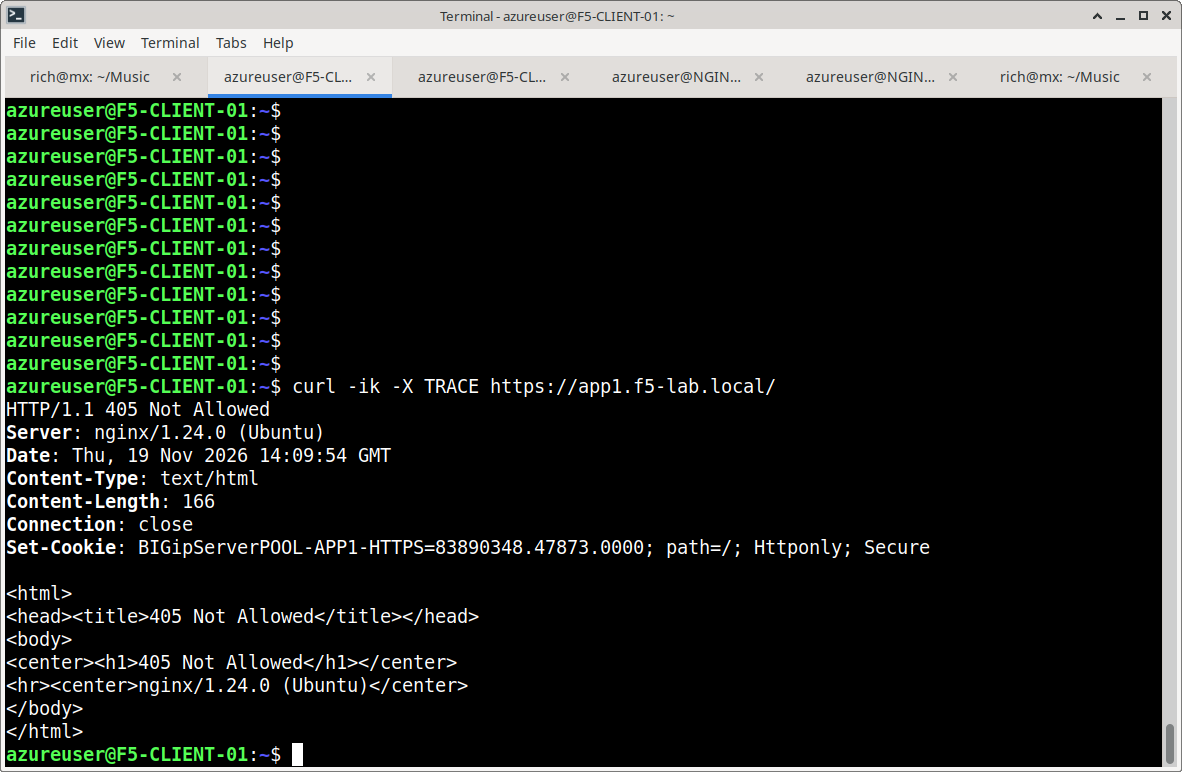 Terminal - azureuser@F5-CLIENT-01: ~
File Edit View Terminal Tabs Help
rich@mx: ~/Music azureuser@F5-CL... azureuser@F5-CL... azureuser@NGIN... azureuser@NGIN... rich@mx: ~/Music
azureuser@F5-CLIENT-01:~$
azureuser@F5-CLIENT-01:~$
azureuser@F5-CLIENT-01:~$
azureuser@F5-CLIENT-01:~$
azureuser@F5-CLIENT-01:~$
azureuser@F5-CLIENT-01:~$
azureuser@F5-CLIENT-01:~$
azureuser@F5-CLIENT-01:~$
azureuser@F5-CLIENT-01:~$
azureuser@F5-CLIENT-01:~$
azureuser@F5-CLIENT-01:~$
azureuser@F5-CLIENT-01:~$
azureuser@F5-CLIENT-01:~$ curl -ik -X TRACE https://app1.f5-lab.local/
HTTP/1.1 405 Not Allowed
Server: nginx/1.24.0 (Ubuntu)
Date: Thu, 19 Nov 2026 14:09:54 GMT
Content-Type: text/html
Content-Length: 166
Connection: close
Set-Cookie: BIGipServerPOOL-APP1-HTTPS=83890348.47873.0000; path=/; Httponly; Secure

<html>
<head><title>405 Not Allowed</title></head>
<body>
<center><h1>405 Not Allowed</h1></center>
<hr><center>nginx/1.24.0 (Ubuntu)</center>
</body>
</html>
azureuser@F5-CLIENT-01:~$